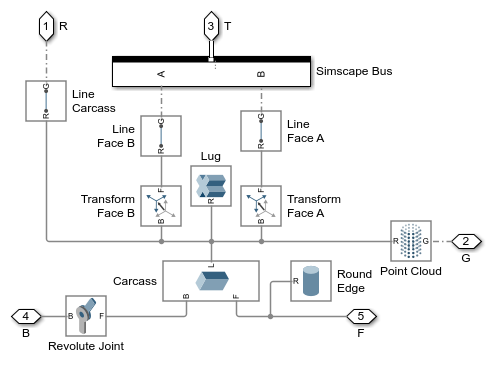 1 R
3 T
A B
Simscape Bus
G
R
Line
Carcass
G
R
Line
Face B
G
R
Line
Face A
Lug
R
Transform
Face B
F
B
F
B
Transform
Face A
R G
2
G
Point Cloud
Carcass
L
B F
R
Round
Edge
4
B
B F
Revolute Joint
5
F